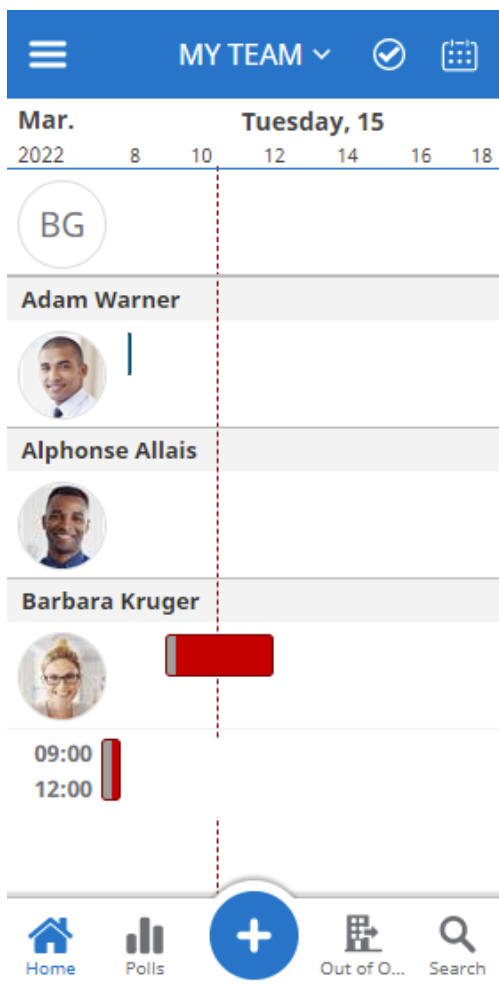 MY TEAM
Mar. Tuesday, 15
2022 8 10 12 14 16 18
BG
Adam Warner
Alphonse Allais
Barbara Kruger
09:00
12:00
Home Polls + Out of O... Search